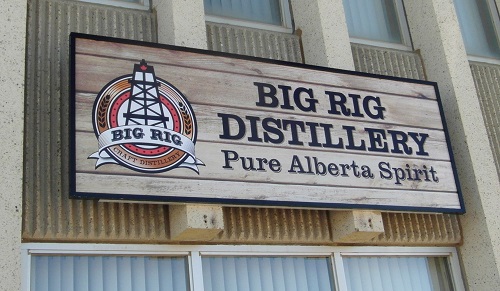 BIG RIG
CRAFT DISTILLERY
BIG RIG
DISTILLERY
Pure Alberta Spirit